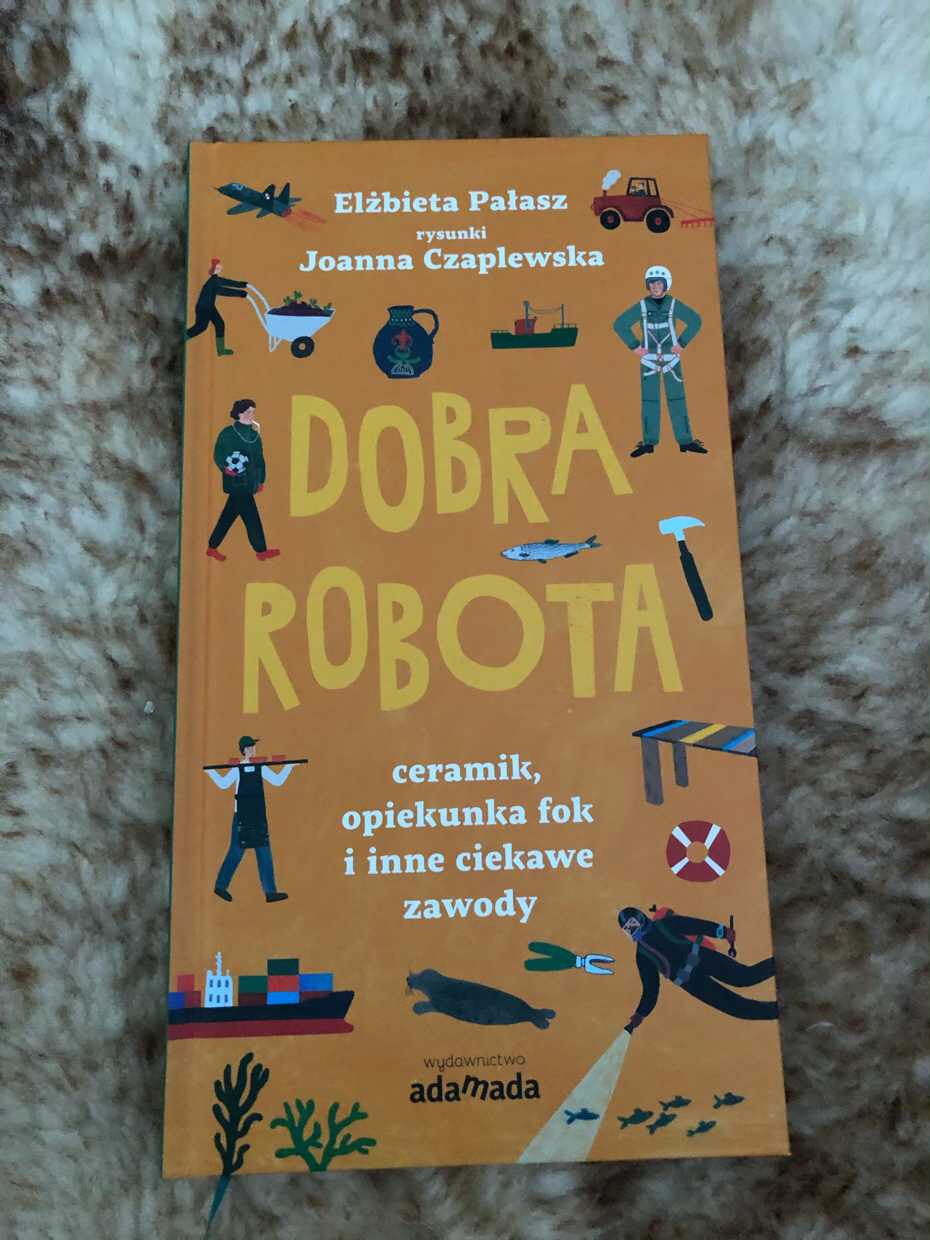 Elżbieta Pałasz
rysunki
Joanna Czaplewska
DOBRA
ROBOTA
ceramik,
opiekunka fok
i inne ciekawe
zawody
wydawnictwo
adamada